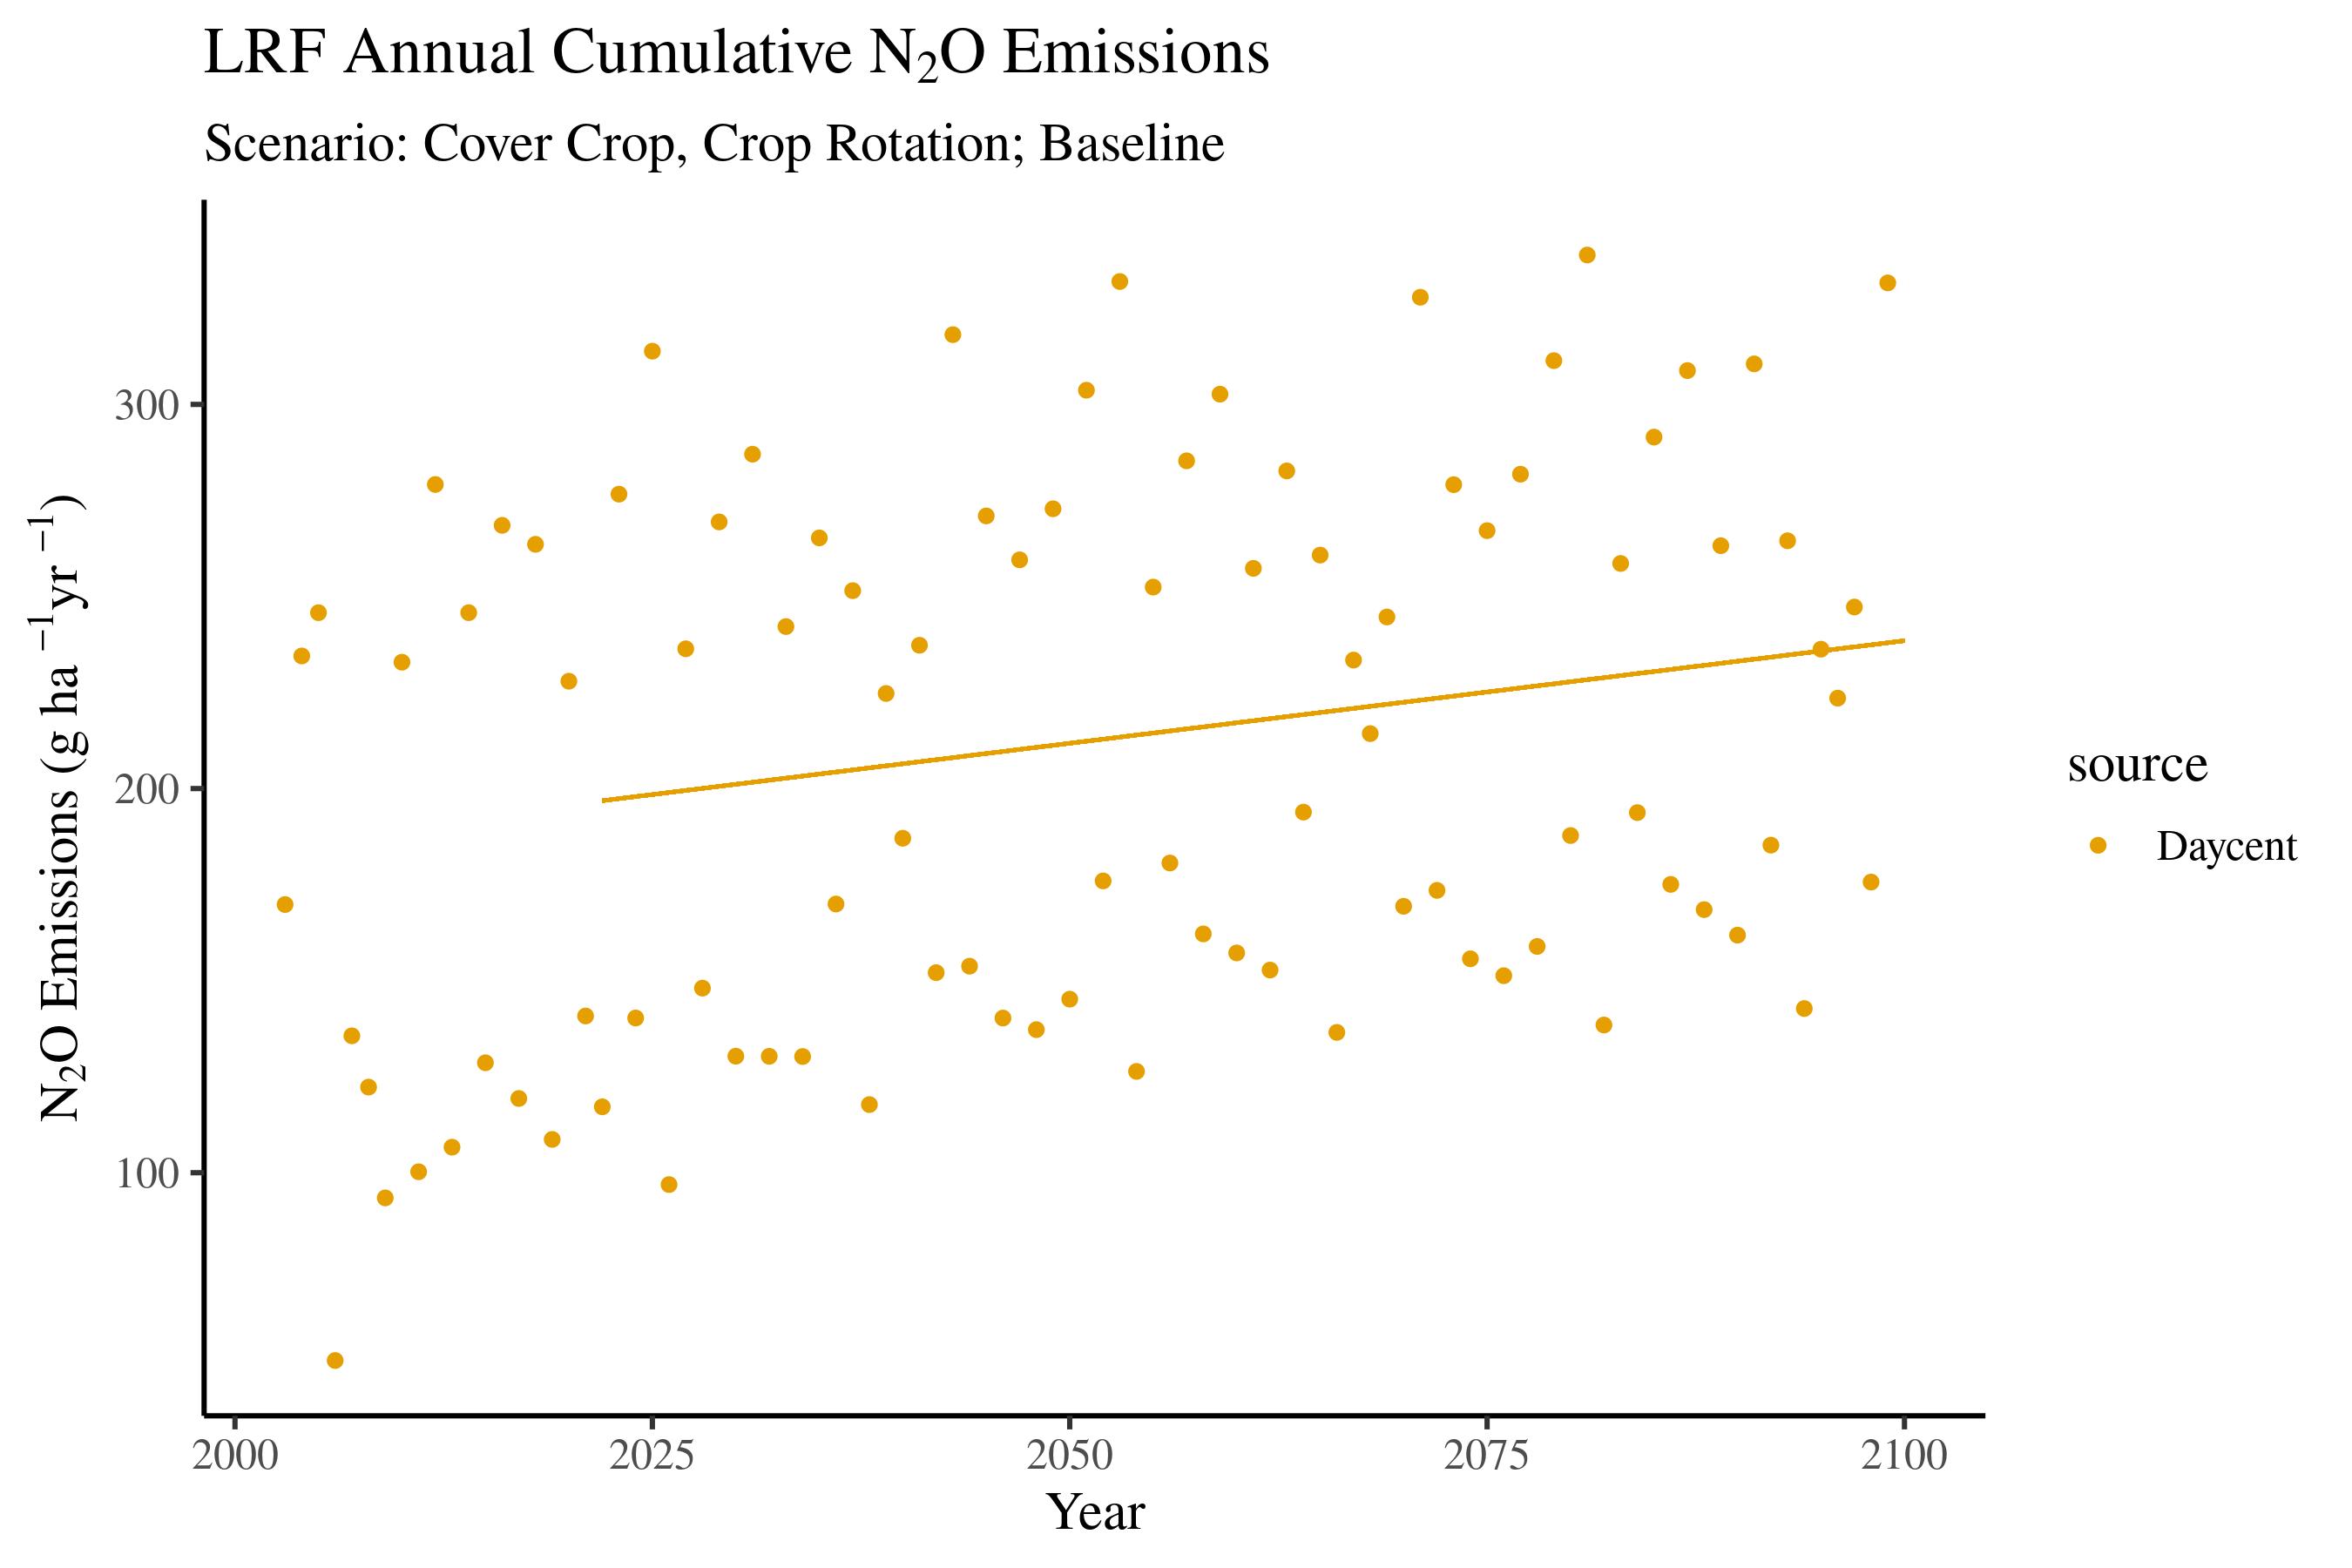 LRF Annual Cumulative N₂O Emissions
Scenario: Cover Crop, Crop Rotation; Baseline
N₂O Emissions (g ha ⁻¹yr ⁻¹)
300
200
100
source
Daycent
2000 2025 2050 2075 2100
Year